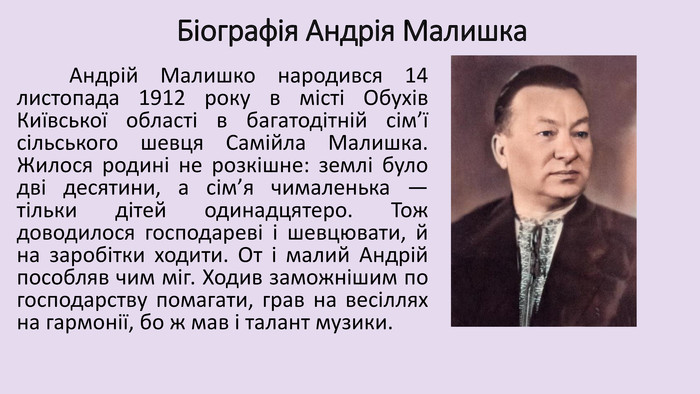 Біографія Андрія Малишка
Андрій Малишко народився 14
листопада 1912 року в місті Обухів
Київської області в багатодітній сім’ї
сільського шевця Самійла Малишка.
Жилося родині не розкішне: землі було
дві десятини, а сім’я чималенька —
тільки дітей одинадцятеро. Тож
доводилося господареві і шевцювати, й
на заробітки ходити. От і малий Андрій
пособляв чим міг. Ходив заможнішим по
господарству помагати, грав на весіллях
на гармонії, бо ж мав і талант музики.